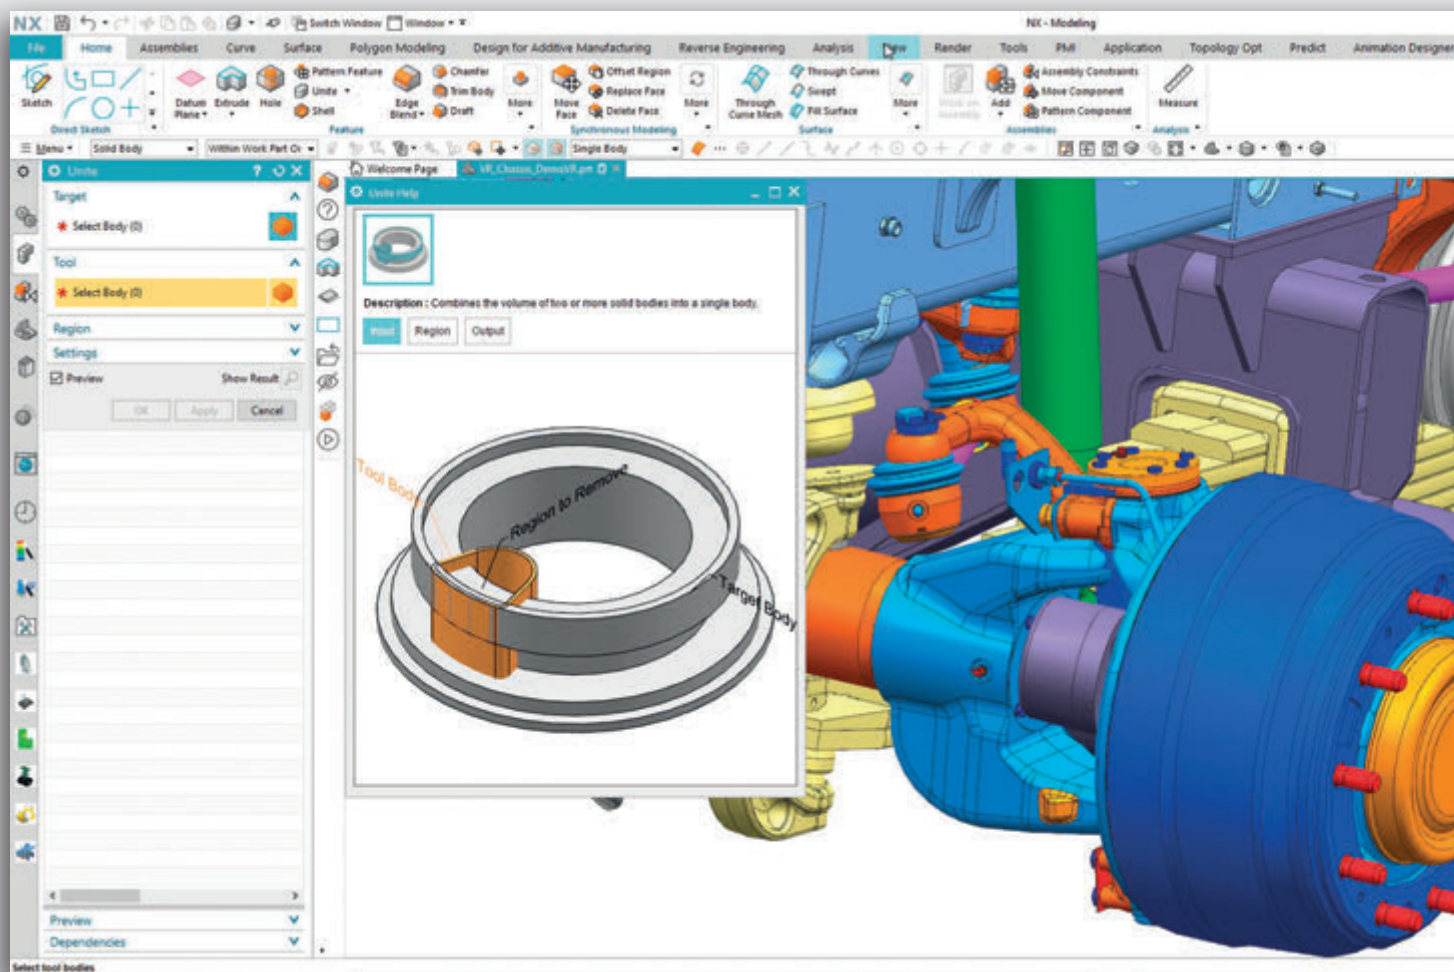 NX
Switch Window Window
NX - Modeling
File Home Assemblies Curve Surface Polygon Modeling Design for Additive Manufacturing Reverse Engineering Analysis View Render Tools PMI Application Topology Opt Predict Animation Designer
Sketch
Direct Sketch
Datum Plane
Extrude
Hole
Pattern Feature
Unite
Shell
Edge Blend
Chamfer
Trim Body
Draft
More
Feature
Move Face
Offset Region
Replace Face
Delete Face
More
Synchronous Modeling
Through Curve Mesh
Through Curves
Swept
Fill Surface
More
Surface
Work on Assembly
Add
Assembly Constraints
Move Component
Pattern Component
Assemblies
Measure
Analysis
Menu Solid Body Within Work Part Or Single Body
Unite
Target
* Select Body (0)
Tool
* Select Body (0)
Region
Settings
Preview Show Result
OK Apply Cancel
Preview
Dependencies
Select tool bodies
Welcome Page VR_Chassis_DemoVR.prt
Unite Help
Description : Combines the volume of two or more solid bodies into a single body.
Input Region Output
Tool Body
Region to Remove
Target Body